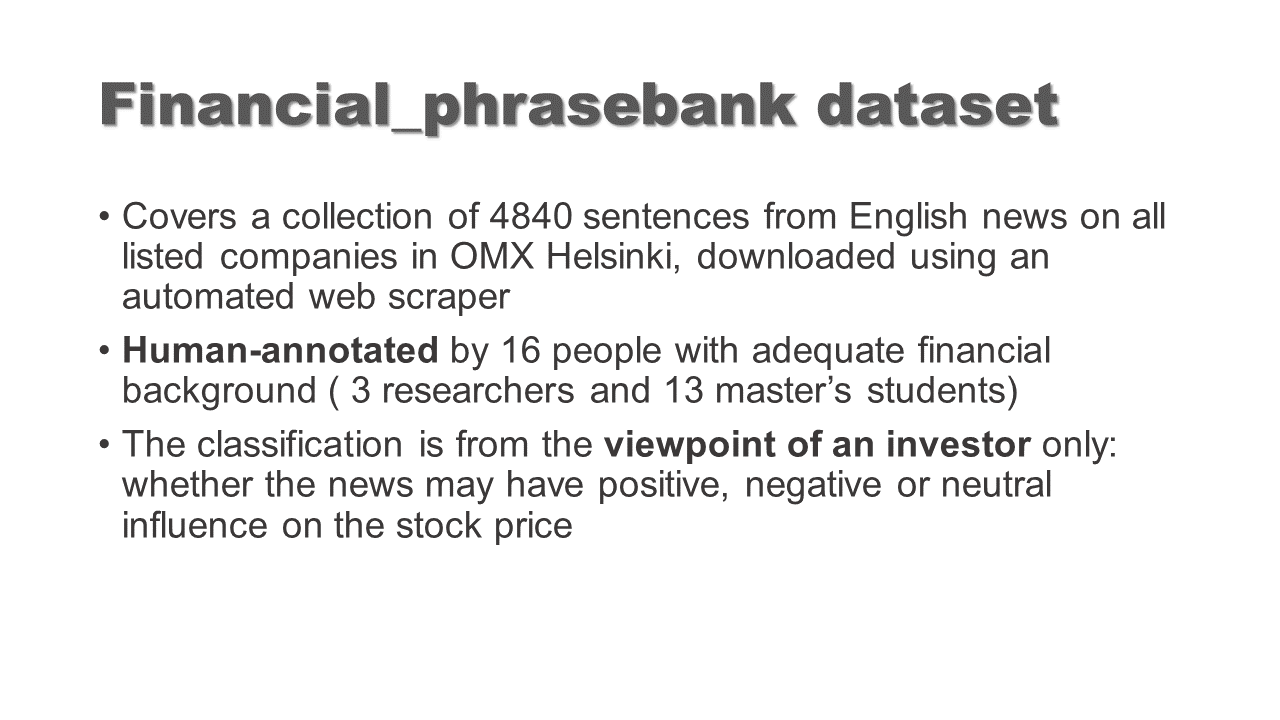 Financial_phrasebank dataset
• Covers a collection of 4840 sentences from English news on all
listed companies in OMX Helsinki, downloaded using an
automated web scraper
• Human-annotated by 16 people with adequate financial
background ( 3 researchers and 13 master’s students)
• The classification is from the viewpoint of an investor only:
whether the news may have positive, negative or neutral
influence on the stock price